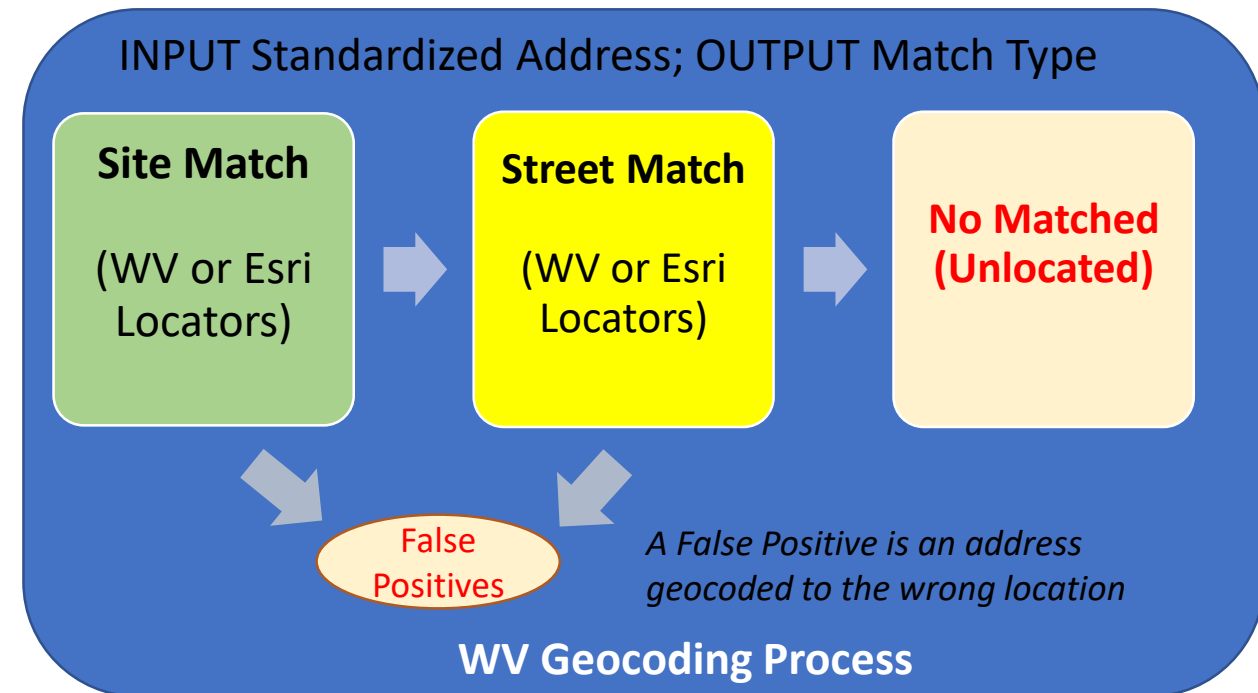 INPUT Standardized Address; OUTPUT Match Type
Site Match
(WV or Esri
Locators)
Street Match
(WV or Esri
Locators)
No Matched
(Unlocated)
False
Positives
A False Positive is an address
geocoded to the wrong location
WV Geocoding Process